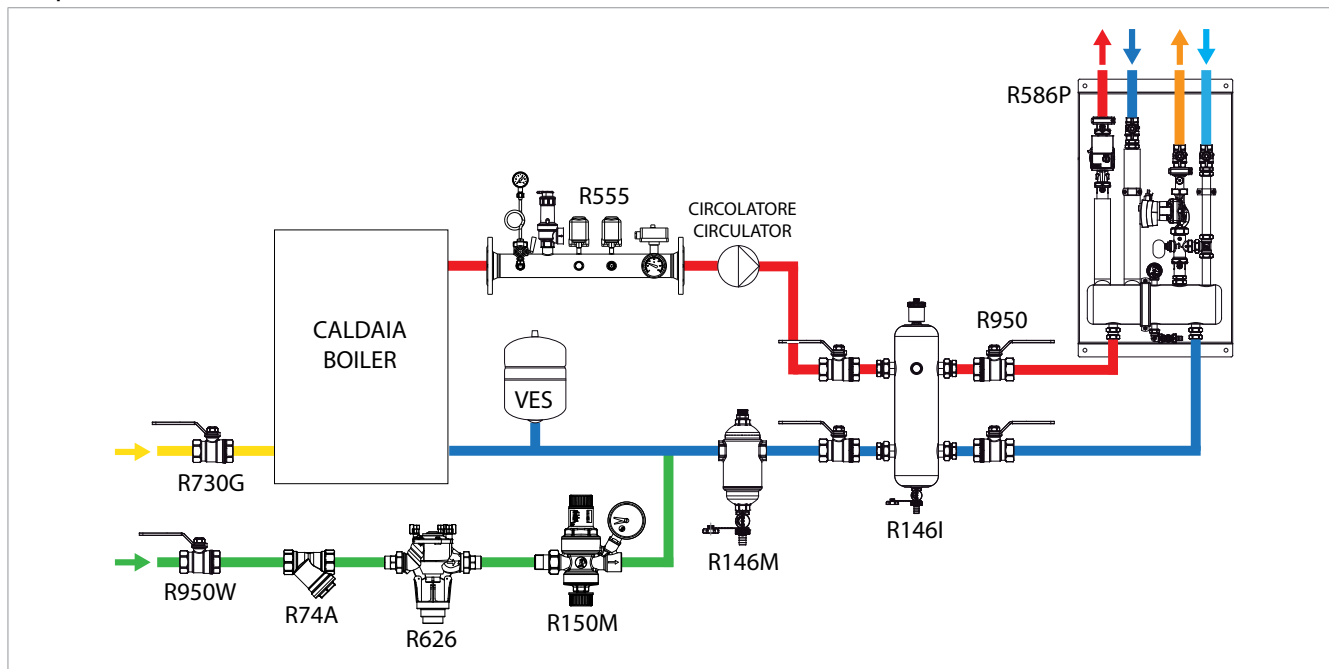 R586P
R555
CIRCOLATORE
CIRCULATOR
CALDAIA
BOILER
R950
VES
R730G
R146I
R146M
R950W
R74A
R626
R150M